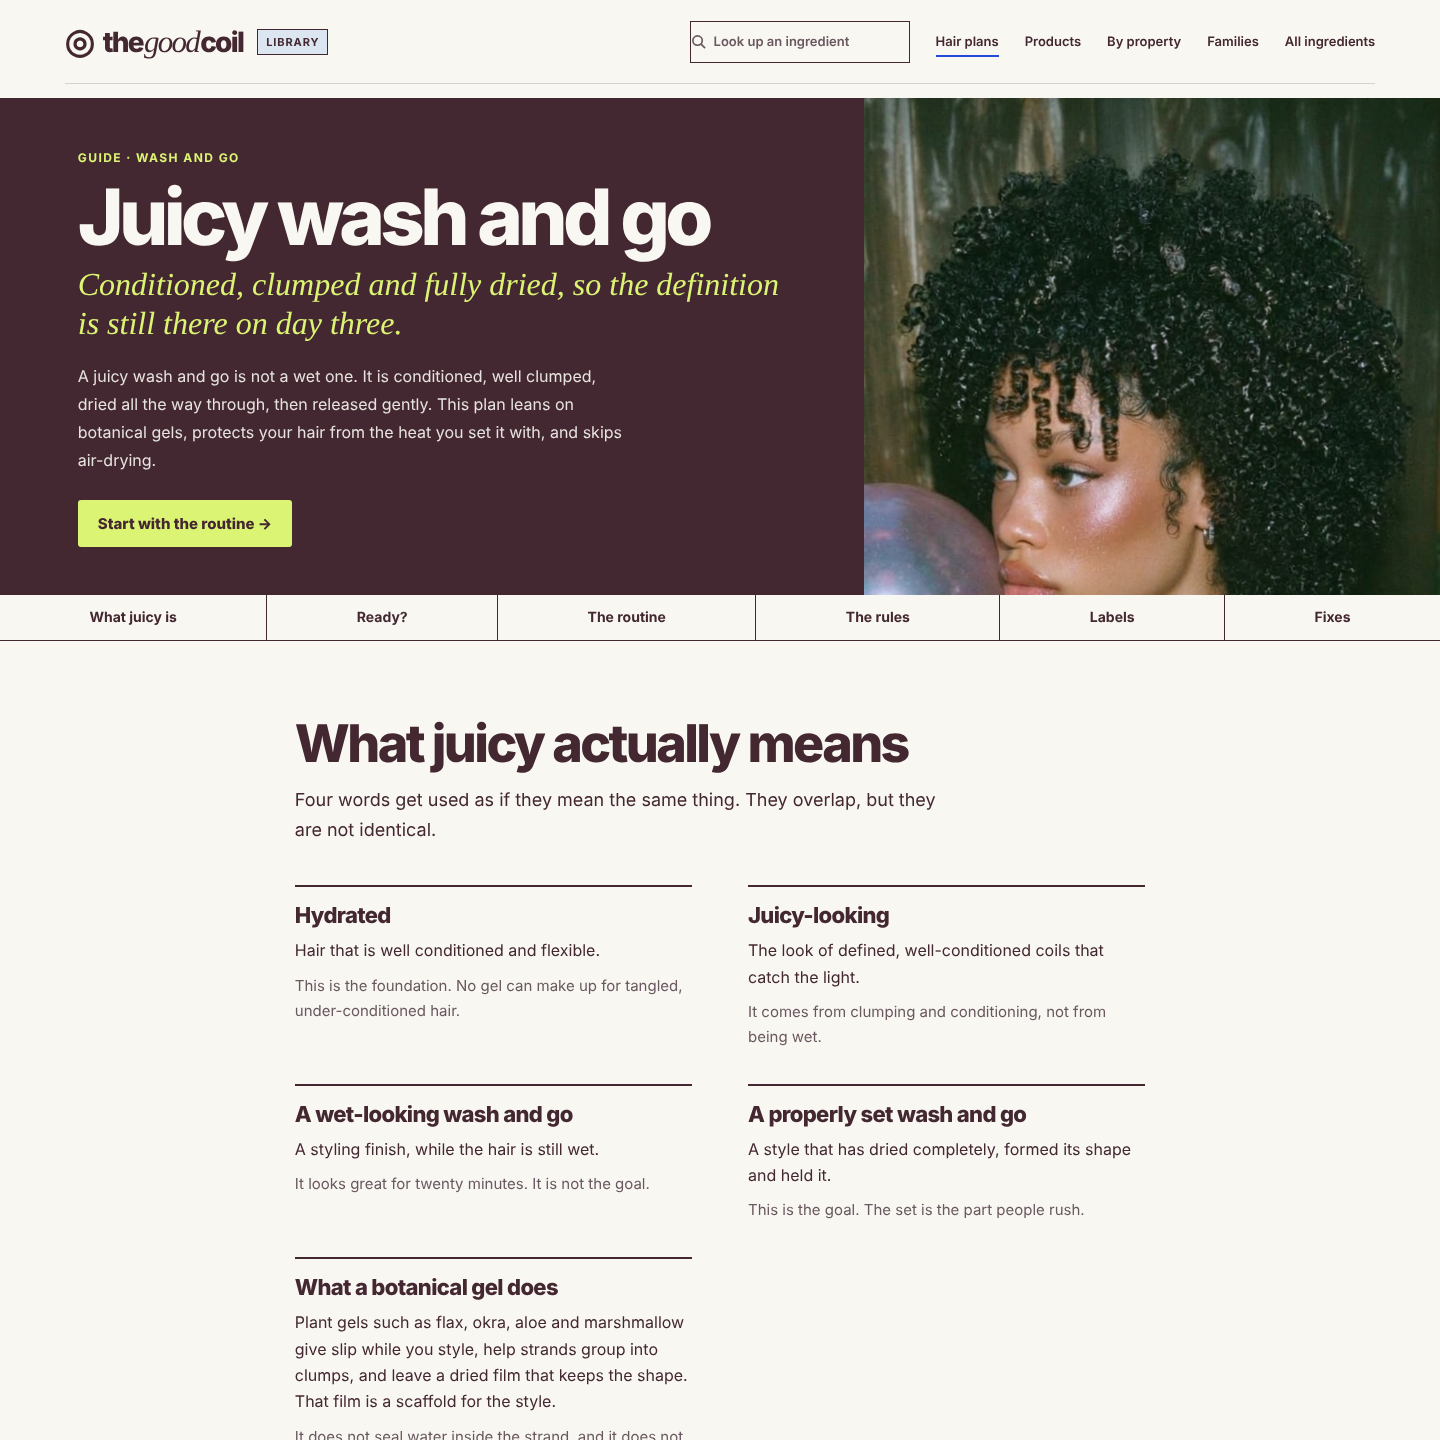 thegoodcoil
LIBRARY
Look up an ingredient
Hair plans
Products
By property
Families
All ingredients
GUIDE · WASH AND GO
Juicy wash and go
Conditioned, clumped and fully dried, so the definition
is still there on day three.
A juicy wash and go is not a wet one. It is conditioned, well clumped,
dried all the way through, then released gently. This plan leans on
botanical gels, protects your hair from the heat you set it with, and skips
air-drying.
Start with the routine →
What juicy is
Ready?
The routine
The rules
Labels
Fixes
What juicy actually means
Four words get used as if they mean the same thing. They overlap, but they
are not identical.
Hydrated
Hair that is well conditioned and flexible.
This is the foundation. No gel can make up for tangled,
under-conditioned hair.
Juicy-looking
The look of defined, well-conditioned coils that
catch the light.
It comes from clumping and conditioning, not from
being wet.
A wet-looking wash and go
A styling finish, while the hair is still wet.
It looks great for twenty minutes. It is not the goal.
A properly set wash and go
A style that has dried completely, formed its shape
and held it.
This is the goal. The set is the part people rush.
What a botanical gel does
Plant gels such as flax, okra, aloe and marshmallow
give slip while you style, help strands group into
clumps, and leave a dried film that keeps the shape.
That film is a scaffold for the style.
It does not seal water inside the strand, and it does not